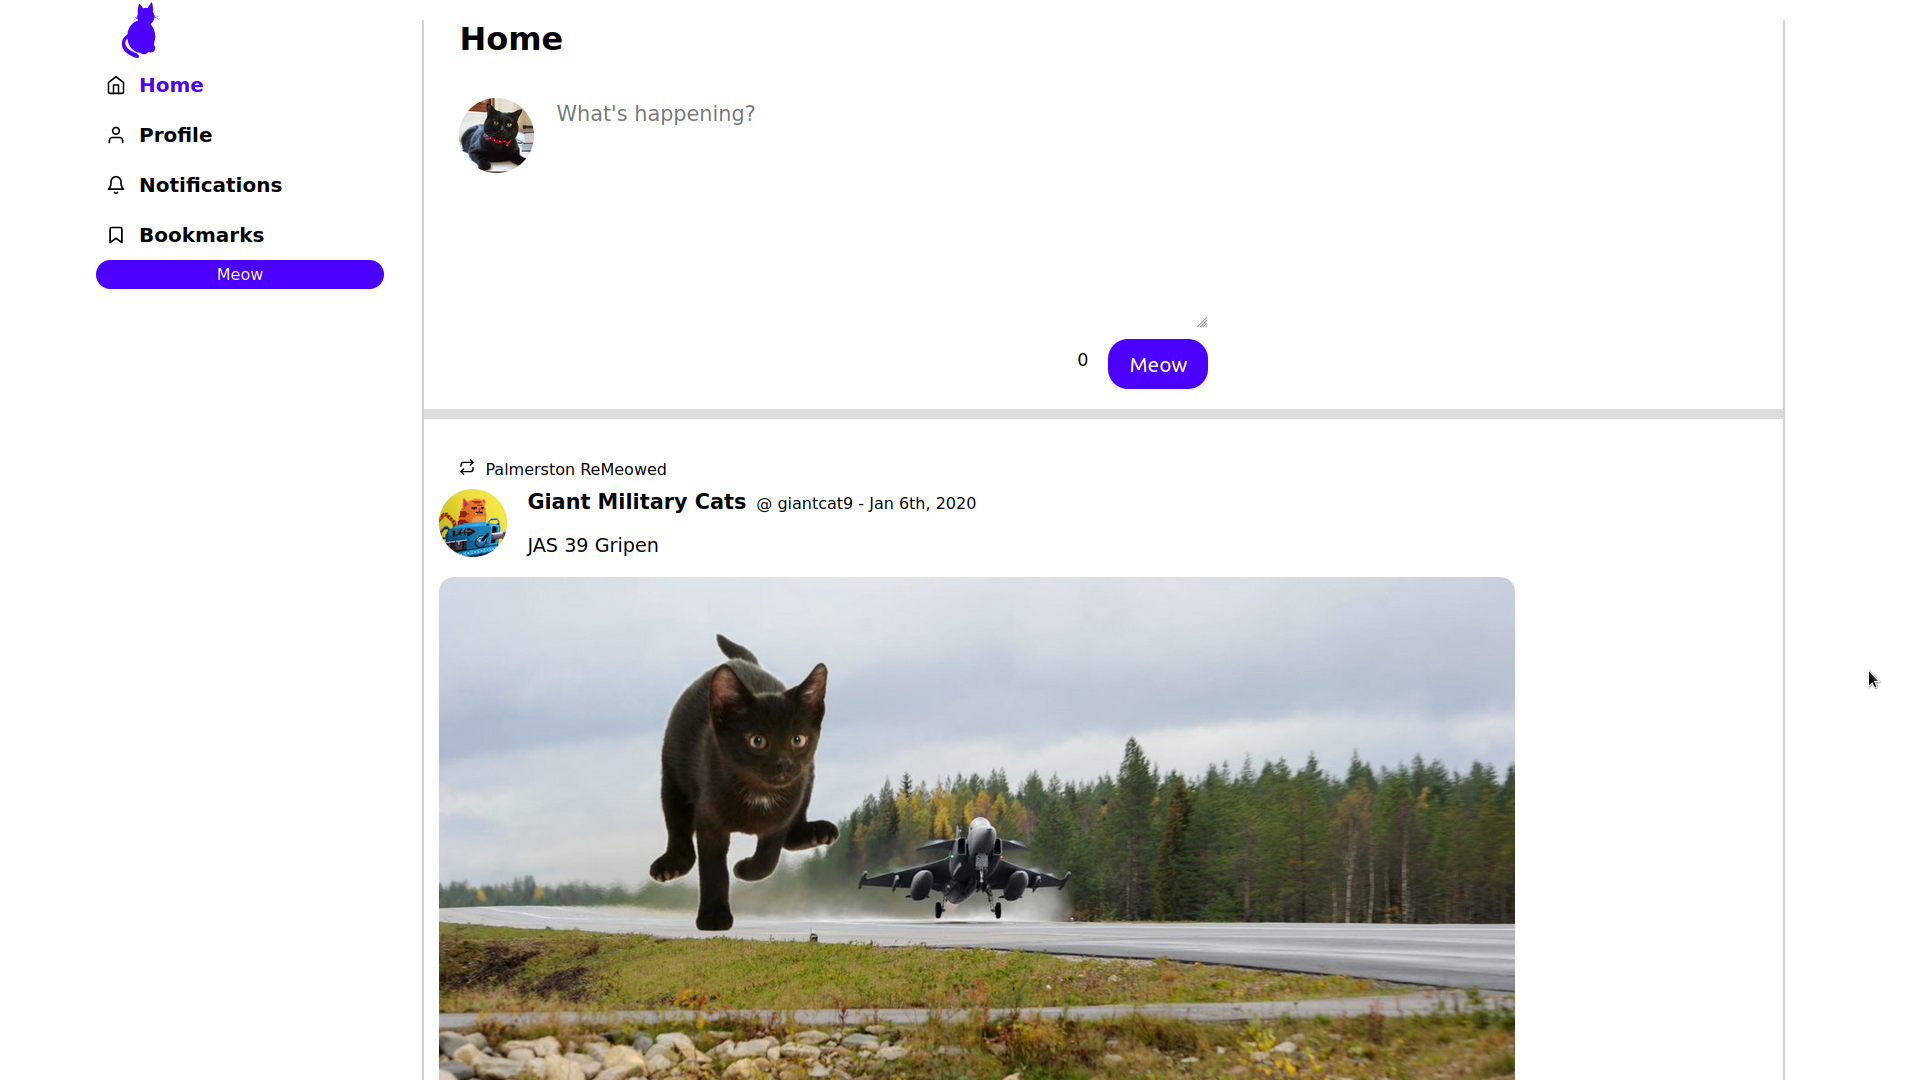 Home
Profile
Notifications
Bookmarks
Meow
Home
What's happening?
0
Meow
Palmerston ReMeowed
Giant Military Cats @ giantcat9 - Jan 6th, 2020
JAS 39 Gripen